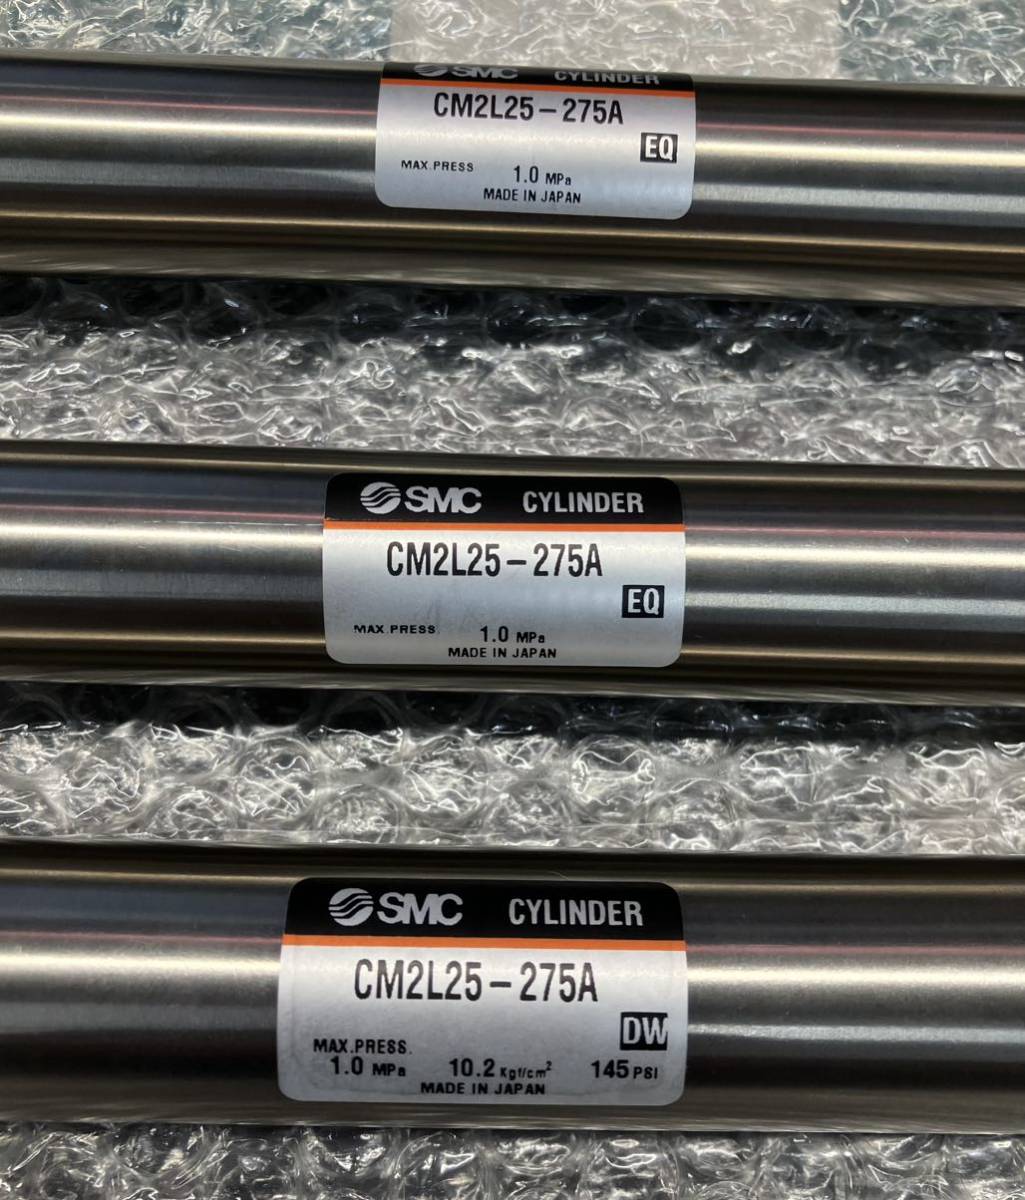 SMC CYLINDER
CM2L25-275A
EQ
MAX.PRESS 1.0 MPa
MADE IN JAPAN
SMC CYLINDER
CM2L25-275A
EQ
MAX.PRESS. 1.0 MPa
MADE IN JAPAN
SMC CYLINDER
CM2L25-275A
DW
MAX.PRESS.
1.0 MPa 10.2 Kgf/cm² 145 PSI
MADE IN JAPAN